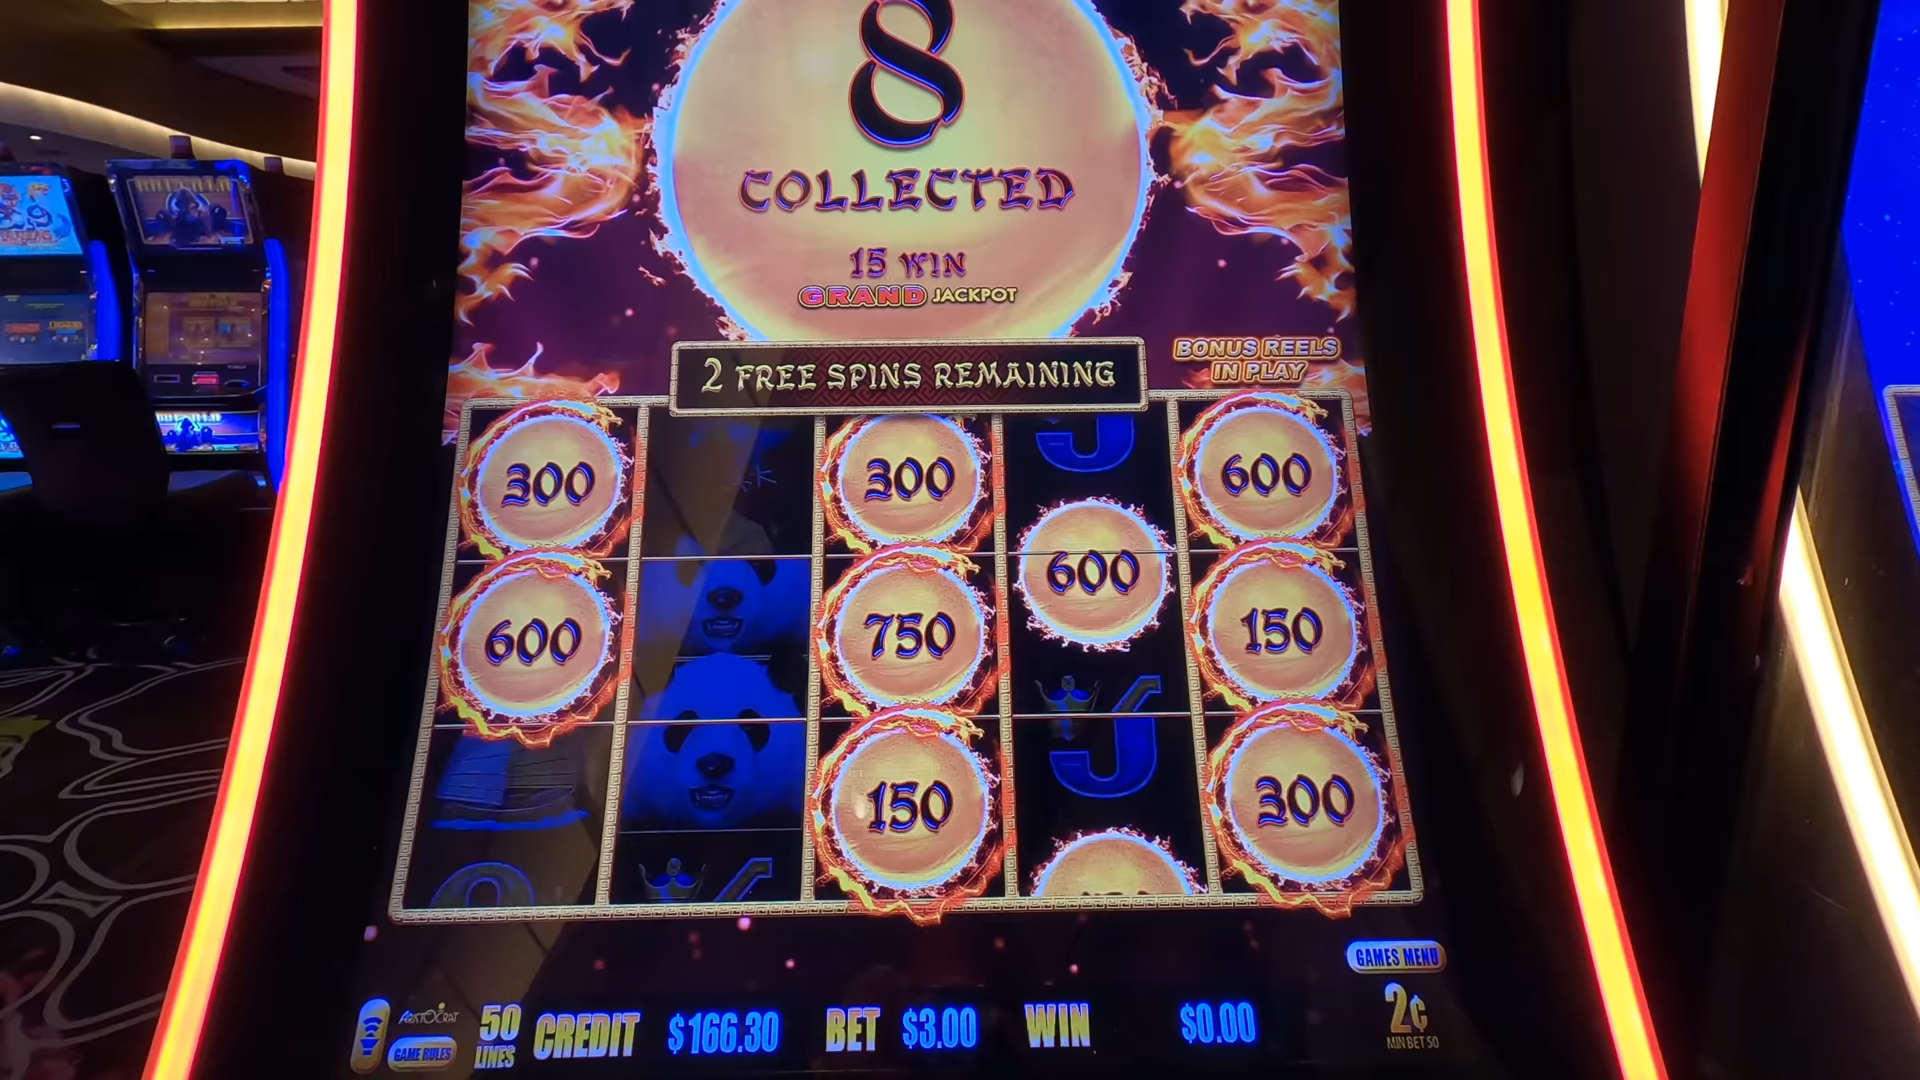 8
COLLECTED
15 WIN
GRAND JACKPOT
2 FREE SPINS REMAINING
BONUS REELS
IN PLAY
300
300
600
600
750
600
150
150
300
GAMES MENU
ARISTOCRAT
GAME RULES
50
LINES
CREDIT $166.30
BET $3.00
WIN $0.00
2¢
MIN BET 50